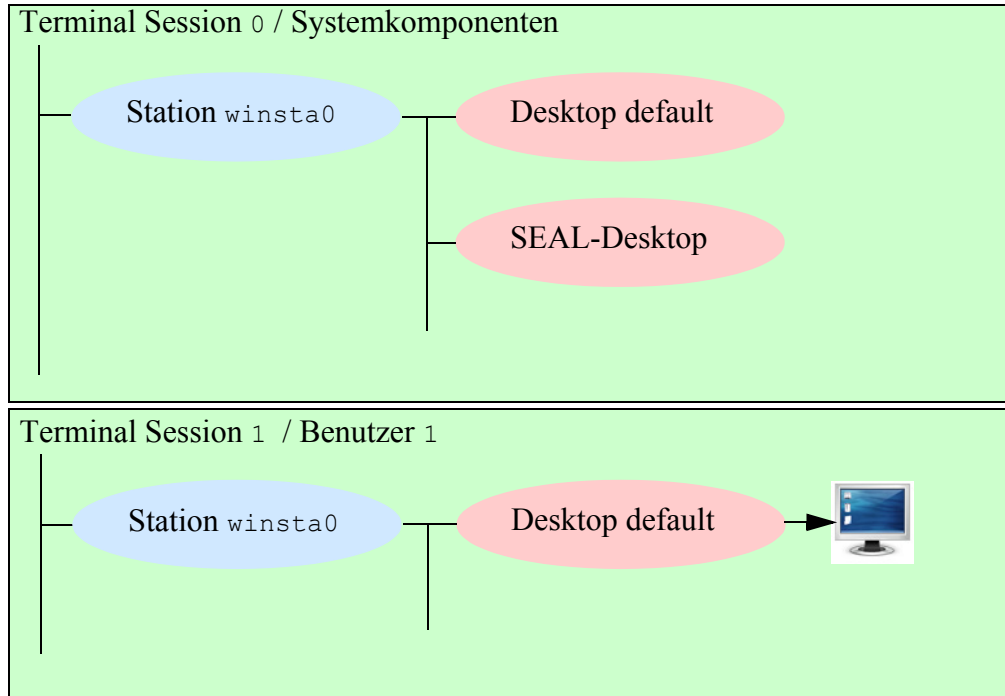 Terminal Session 0 / Systemkomponenten
Station winsta0
Desktop default
SEAL-Desktop
Terminal Session 1 / Benutzer 1
Station winsta0
Desktop default